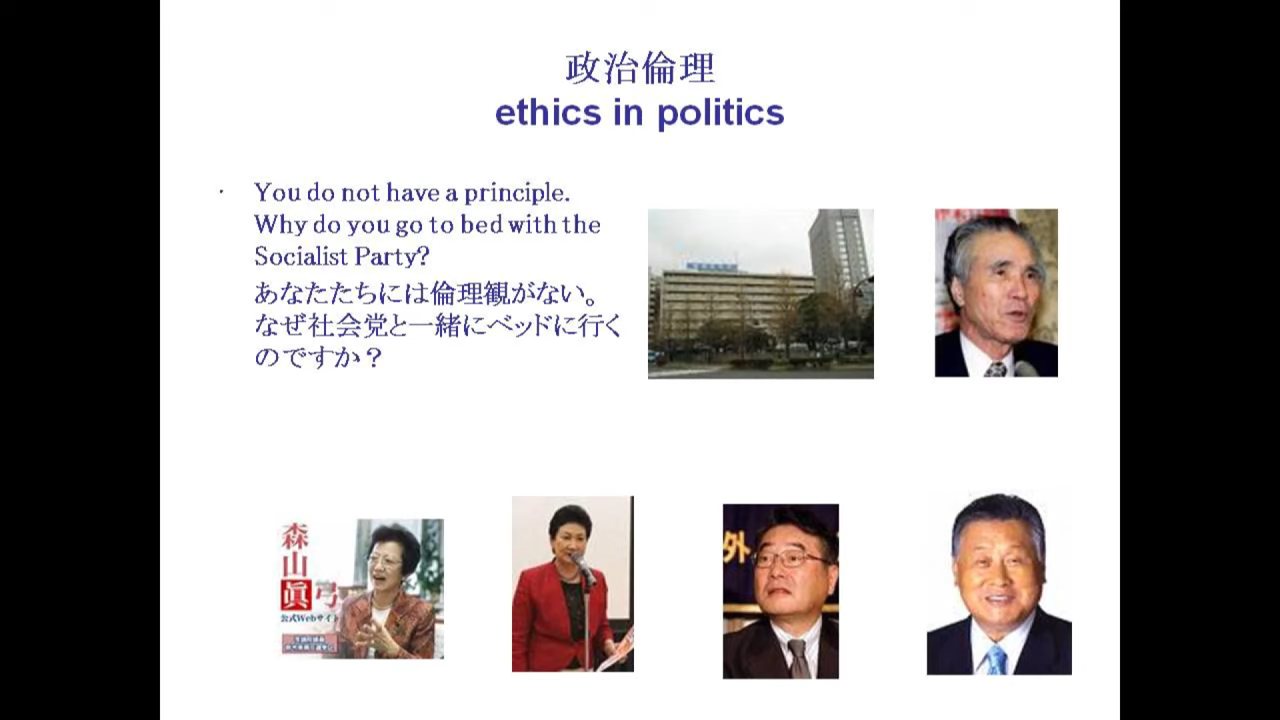 政治倫理
ethics in politics
・ You do not have a principle.
Why do you go to bed with the
Socialist Party?
あなたたちには倫理観がない。
なぜ社会党と一緒にベッドに行く
のですか？
森山
眞弓
公式Webサイト
外